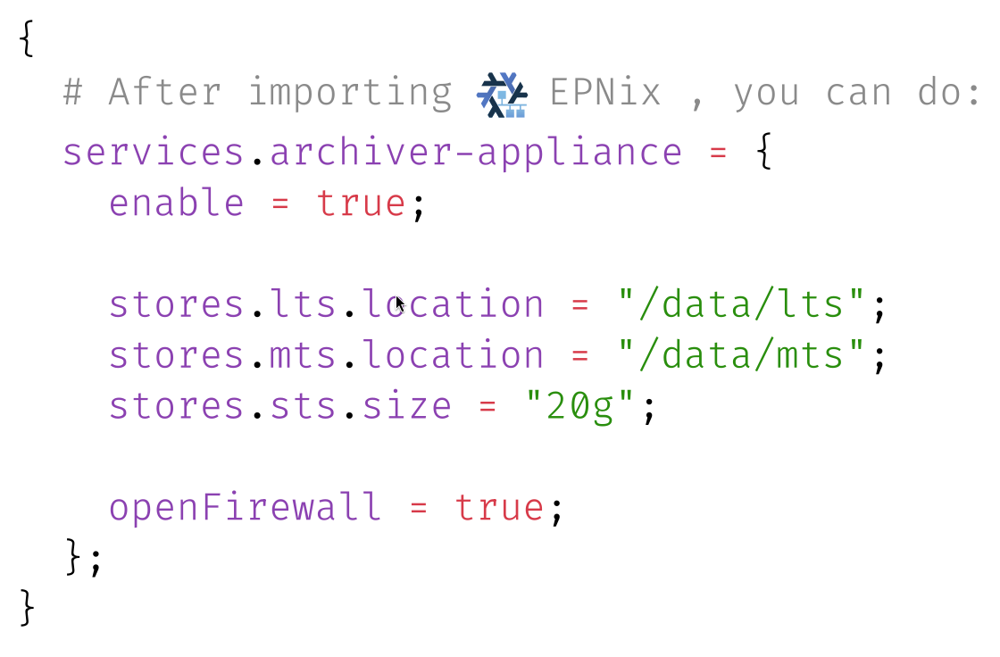 {
# After importing EPNix , you can do:
services.archiver-appliance = {
enable = true;
stores.lts.location = "/data/lts";
stores.mts.location = "/data/mts";
stores.sts.size = "20g";
openFirewall = true;
};
}